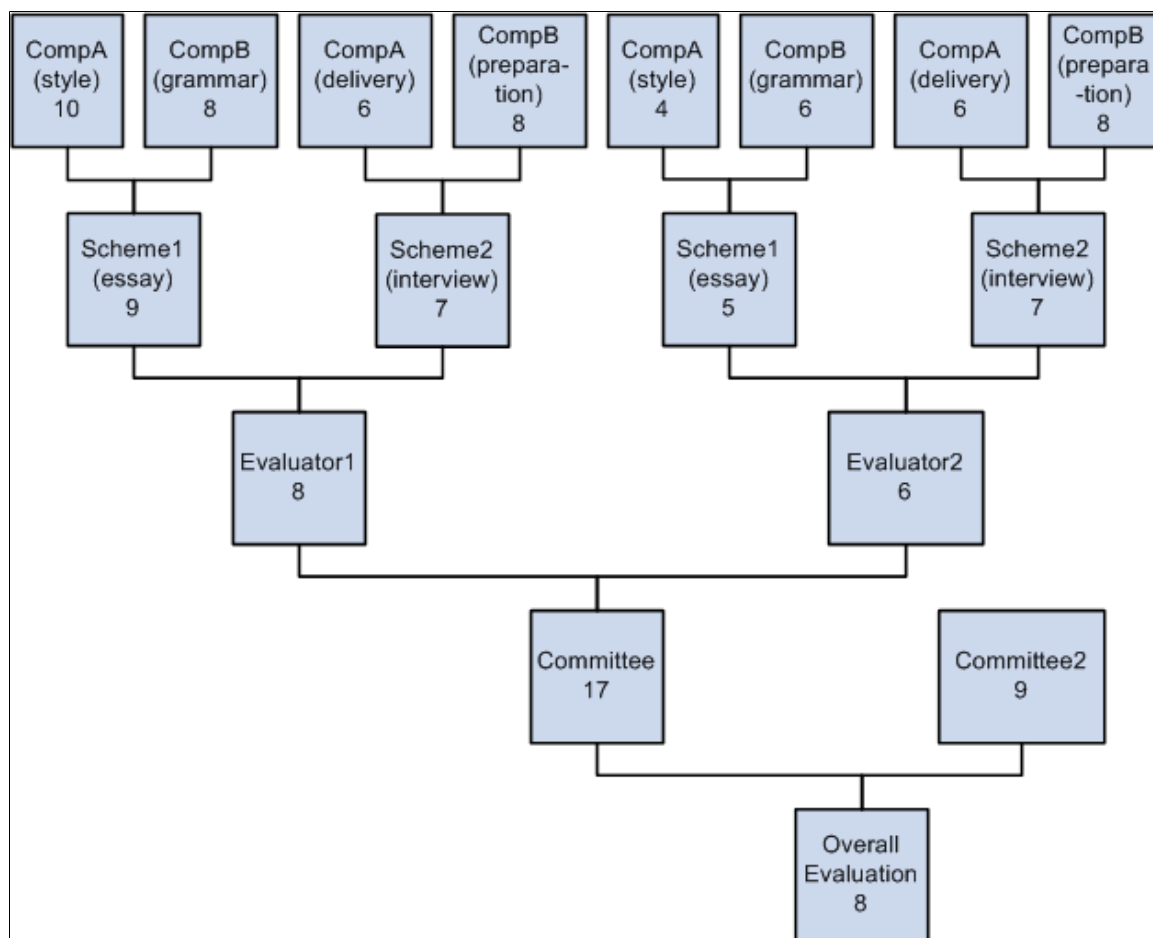 CompA
(style)
10
CompB
(grammar)
8
CompA
(delivery)
6
CompB
(prepara-
tion)
8
CompA
(style)
4
CompB
(grammar)
6
CompA
(delivery)
6
CompB
(prepara
-tion)
8
Scheme1
(essay)
9
Scheme2
(interview)
7
Scheme1
(essay)
5
Scheme2
(interview)
7
Evaluator1
8
Evaluator2
6
Committee
17
Committee2
9
Overall
Evaluation
8